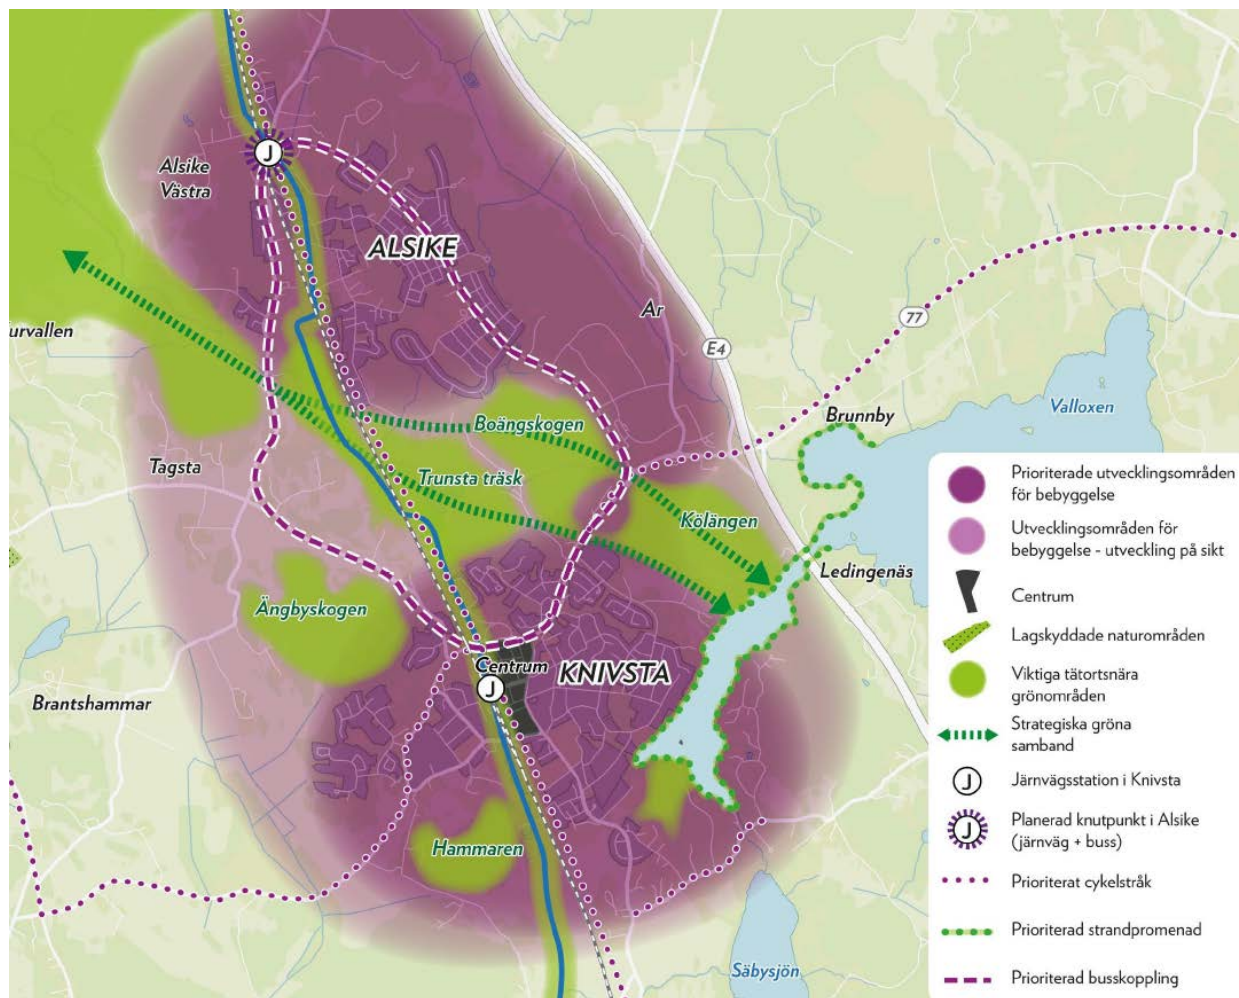 J
Alsike
Västra
ALSIKE
Ar
urvallen
77
E4
Brunnby
Valloxen
Boängskogen
Tagsta
Trunsta träsk
Kölängen
Ledingenäs
Ängbyskogen
Centrum
KNIVSTA
J
Brantshammar
Hammaren
Säbysjön
Prioriterade utvecklingsområden
för bebyggelse
Utvecklingsområden för
bebyggelse - utveckling på sikt
Centrum
Lagskyddade naturområden
Viktiga tätortsnära
grönområden
Strategiska gröna
samband
J
Järnvägsstation i Knivsta
J
Planerad knutpunkt i Alsike
(järnväg + buss)
Prioriterat cykelstråk
Prioriterad strandpromenad
Prioriterad busskoppling